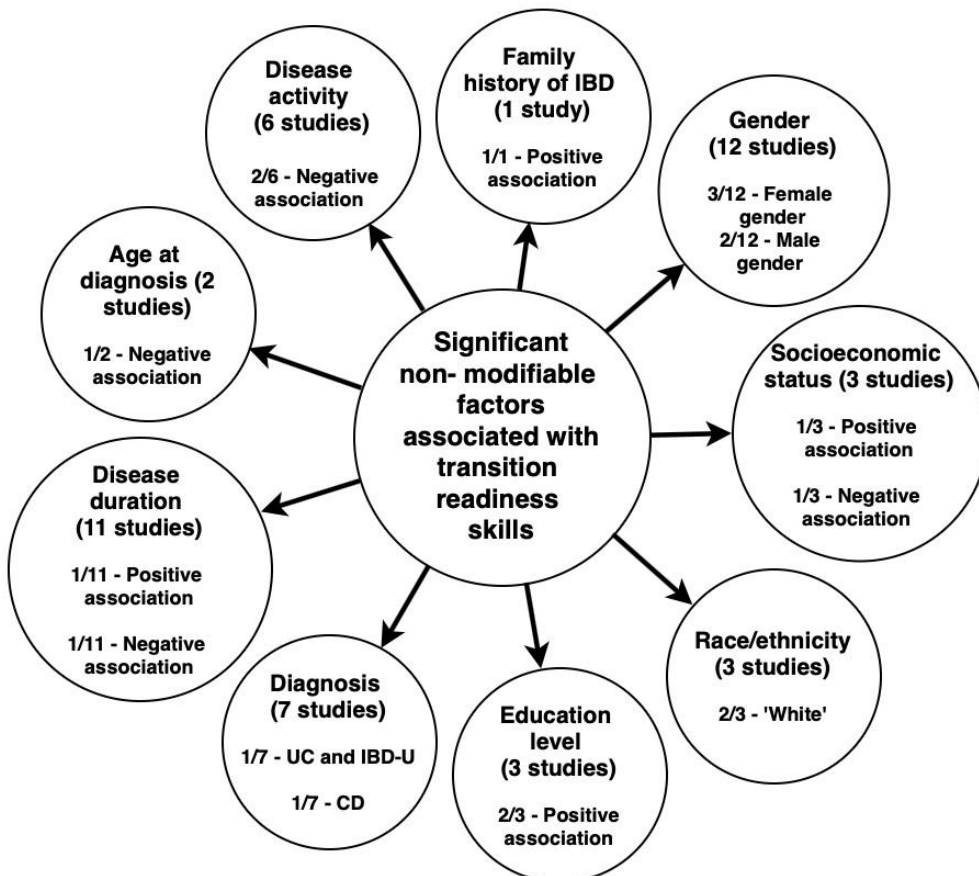 Family
history of IBD
(1 study)
1/1 - Positive
association
Disease
activity
(6 studies)
2/6 - Negative
association
Gender
(12 studies)
3/12 - Female
gender
2/12 - Male
gender
Age at
diagnosis (2
studies)
1/2 - Negative
association
Significant
non- modifiable
factors
associated with
transition
readiness
skills
Socioeconomic
status (3 studies)
1/3 - Positive
association
1/3 - Negative
association
Disease
duration
(11 studies)
1/11 - Positive
association
1/11 - Negative
association
Race/ethnicity
(3 studies)
2/3 - 'White'
Diagnosis
(7 studies)
1/7 - UC and IBD-U
1/7 - CD
Education
level
(3 studies)
2/3 - Positive
association